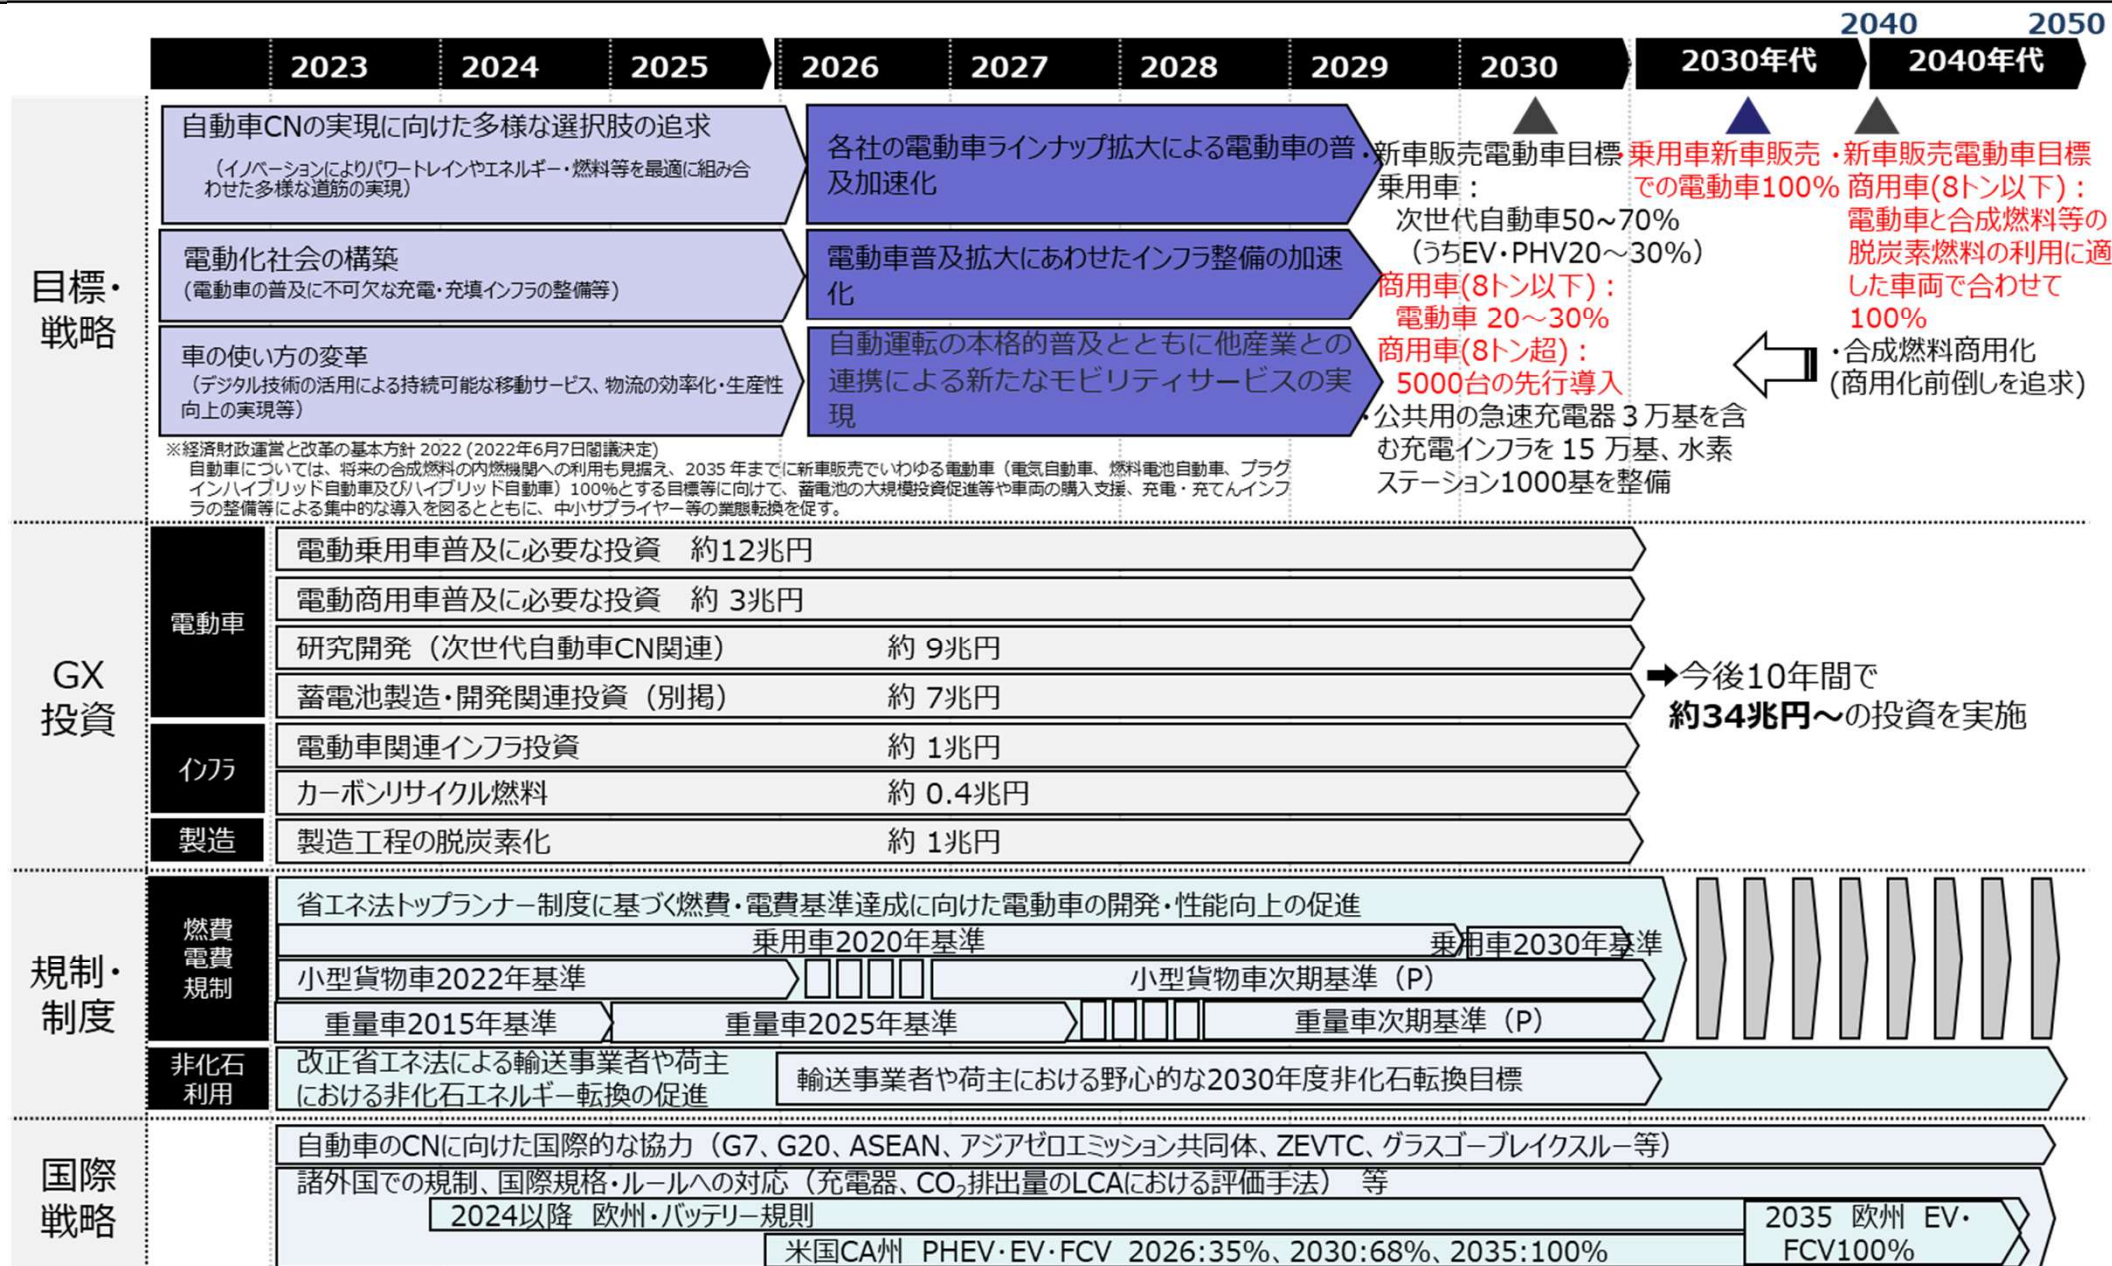 2040
2050
2023
2024
2025
2026
2027
2028
2029
2030
2030年代
2040年代
目標・
戦略
自動車CNの実現に向けた多様な選択肢の追求
（イノベーションによりパワートレインやエネルギー・燃料等を最適に組み合
わせた多様な道筋の実現）
各社の電動車ラインナップ拡大による電動車の普
及加速化
電動化社会の構築
(電動車の普及に不可欠な充電・充填インフラの整備等)
電動車普及拡大にあわせたインフラ整備の加速
化
車の使い方の変革
（デジタル技術の活用による持続可能な移動サービス、物流の効率化・生産性
向上の実現等）
自動運転の本格的普及とともに他産業との
連携による新たなモビリティサービスの実
現
・新車販売電動車目標
乗用車：
次世代自動車50~70%
（うちEV・PHV20～30%）
商用車(8トン以下)：
電動車 20～30%
商用車(8トン超)：
5000台の先行導入
・公共用の急速充電器３万基を含
む充電インフラを 15 万基、水素
ステーション1000基を整備
・乗用車新車販売
での電動車100%
・新車販売電動車目標
商用車(8トン以下)：
電動車と合成燃料等の
脱炭素燃料の利用に適
した車両で合わせて
100%
・合成燃料商用化
(商用化前倒しを追求)
※経済財政運営と改革の基本方針 2022 (2022年6月7日閣議決定)
自動車については、将来の合成燃料の内燃機関への利用も見据え、2035 年までに新車販売でいわゆる電動車（電気自動車、燃料電池自動車、プラグ
インハイブリッド自動車及びハイブリッド自動車）100%とする目標等に向けて、蓄電池の大規模投資促進等や車両の購入支援、充電・充てんインフ
ラの整備等による集中的な導入を図るとともに、中小サプライヤー等の業態転換を促す。
GX
投資
電動車
電動乗用車普及に必要な投資　約12兆円
電動商用車普及に必要な投資　約 3兆円
研究開発（次世代自動車CN関連）　約 9兆円
蓄電池製造・開発関連投資（別掲）　約 7兆円
インフラ
電動車関連インフラ投資　約 1兆円
カーボンリサイクル燃料　約 0.4兆円
製造
製造工程の脱炭素化　約 1兆円
➡今後10年間で
約34兆円～の投資を実施
規制・
制度
燃費
電費
規制
省エネ法トップランナー制度に基づく燃費・電費基準達成に向けた電動車の開発・性能向上の促進
乗用車2020年基準
乗用車2030年基準
小型貨物車2022年基準
小型貨物車次期基準（P）
重量車2015年基準
重量車2025年基準
重量車次期基準（P）
非化石
利用
改正省エネ法による輸送事業者や荷主
における非化石エネルギー転換の促進
輸送事業者や荷主における野心的な2030年度非化石転換目標
国際
戦略
自動車のCNに向けた国際的な協力（G7、G20、ASEAN、アジアゼロエミッション共同体、ZEVTC、グラスゴーブレイクスルー等）
諸外国での規制、国際規格・ルールへの対応（充電器、CO₂排出量のLCAにおける評価手法）　等
2024以降　欧州・バッテリー規則
米国CA州　PHEV・EV・FCV　2026:35%、2030:68%、2035:100%
2035　欧州　EV・
FCV100%